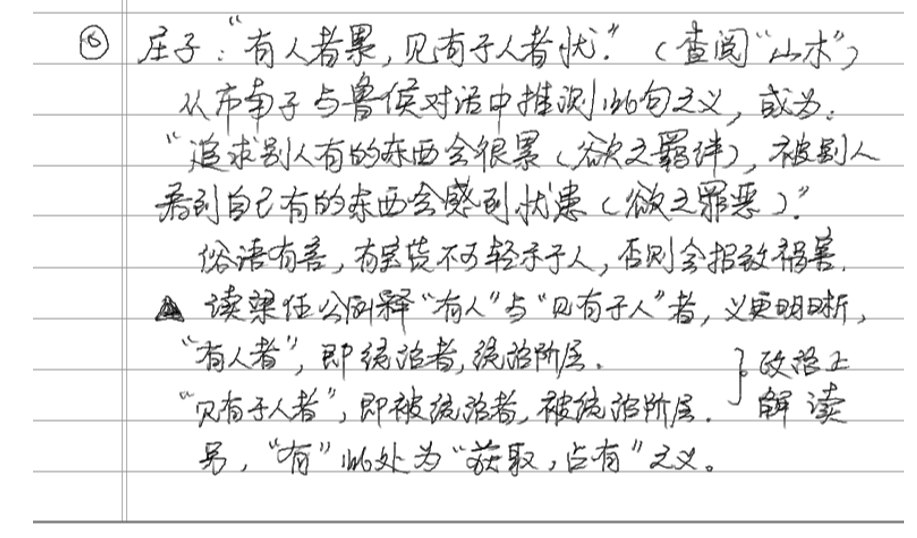 ⑥ 庄子：“有人者累，见有于人者忧。”（查阅“山木”）
从市南子与鲁侯对话中推测此句之义，或为：
“追求别人有的东西会很累（欲之羁绊），被别人
看到自己有的东西会感到忧患（欲之罪恶）。”
俗语有言，有宝货不可轻示于人，否则会招致祸害.
▲ 读梁任公所释“有人”与“见有于人”者，义更明晰，
“有人者”，即统治者，统治阶层.
“见有于人者”，即被统治者，被统治阶层.
} 政治上
解读
另，“有”此处为“获取，占有”之义。